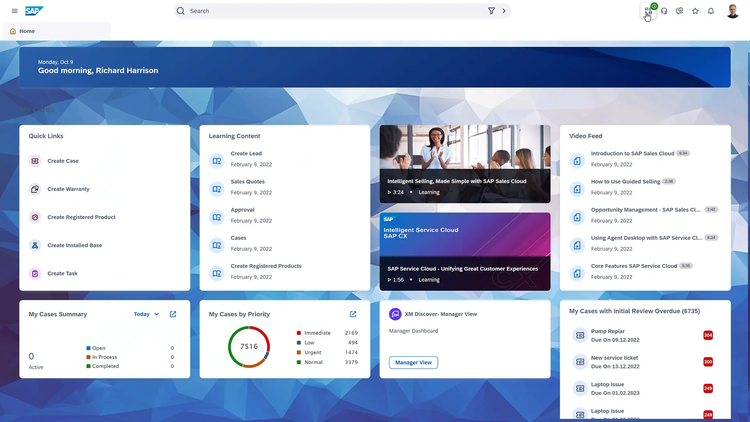 SAP
Search
Home
Monday, Oct 9
Good morning, Richard Harrison
Quick Links
Create Case
Create Warranty
Create Registered Product
Create Installed Base
Create Task
Learning Content
Create Lead
February 9, 2022
Sales Quotes
February 9, 2022
Approval
February 9, 2022
Cases
February 9, 2022
Create Registered Products
February 9, 2022
Intelligent Selling, Made Simple with SAP Sales Cloud
3:24 • Learning
SAP
Intelligent Service Cloud
SAP CX
SAP Service Cloud - Unifying Great Customer Experiences
1:56 • Learning
Video Feed
Introduction to SAP Sales Cloud 4:34
February 9, 2022
How to Use Guided Selling
February 9, 2022
Opportunity Management - SAP Sales Cl...
February 9, 2022
Using Agent Desktop with SAP Service Cl... 4:24
February 9, 2022
Core Features SAP Service Cloud
February 9, 2022
My Cases Summary
Today
0
Active
Open 0
In Process 0
Completed 0
My Cases by Priority
7516
Immediate 2169
Low 494
Urgent 1474
Normal 3379
XM Discover- Manager View
Manager Dashboard
Manager View
My Cases with Initial Review Overdue (6735)
Pump Repiar
Due On 09.12.2022
304
New service ticket
Due On 13.12.2022
300
Laptop Issue
Due On 01.02.2023
249
Laptop Issue
249